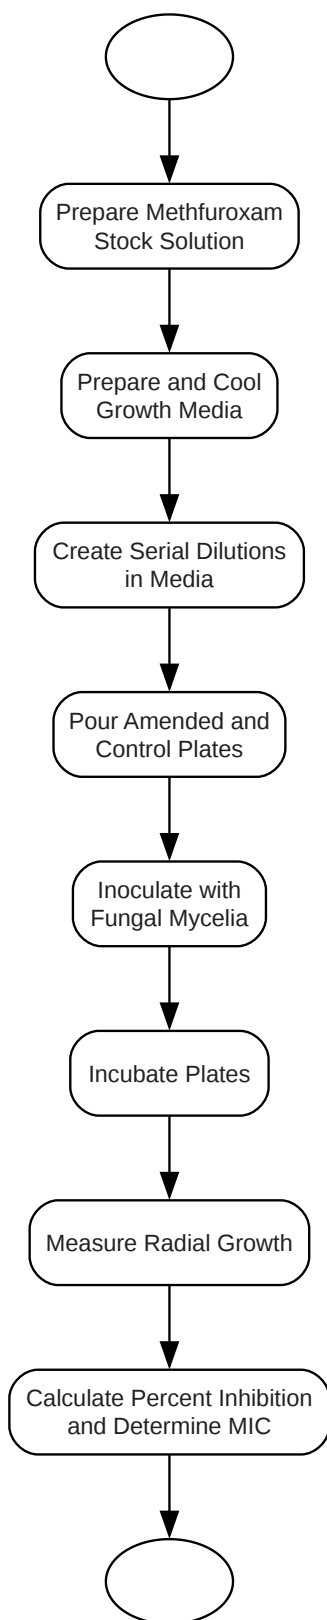 Prepare Methfuroxam
Stock Solution
Prepare and Cool
Growth Media
Create Serial Dilutions
in Media
Pour Amended and
Control Plates
Inoculate with
Fungal Mycelia
Incubate Plates
Measure Radial Growth
Calculate Percent Inhibition
and Determine MIC